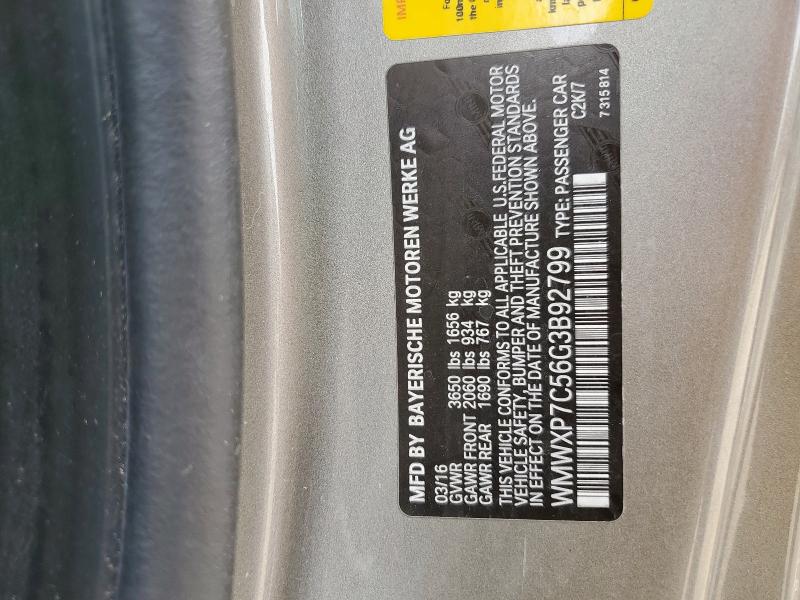 MFD BY BAYERISCHE MOTOREN WERKE AG
03/16
GVWR 3650 lbs 1656 kg
GAWR FRONT 2060 lbs 934 kg
GAWR REAR 1690 lbs 767 kg
THIS VEHICLE CONFORMS TO ALL APPLICABLE U.S.FEDERAL MOTOR
VEHICLE SAFETY, BUMPER AND THEFT PREVENTION STANDARDS
IN EFFECT ON THE DATE OF MANUFACTURE SHOWN ABOVE.
WMWXP7C56G3B92799 TYPE: PASSENGER CAR
C2K/7
7 315 814